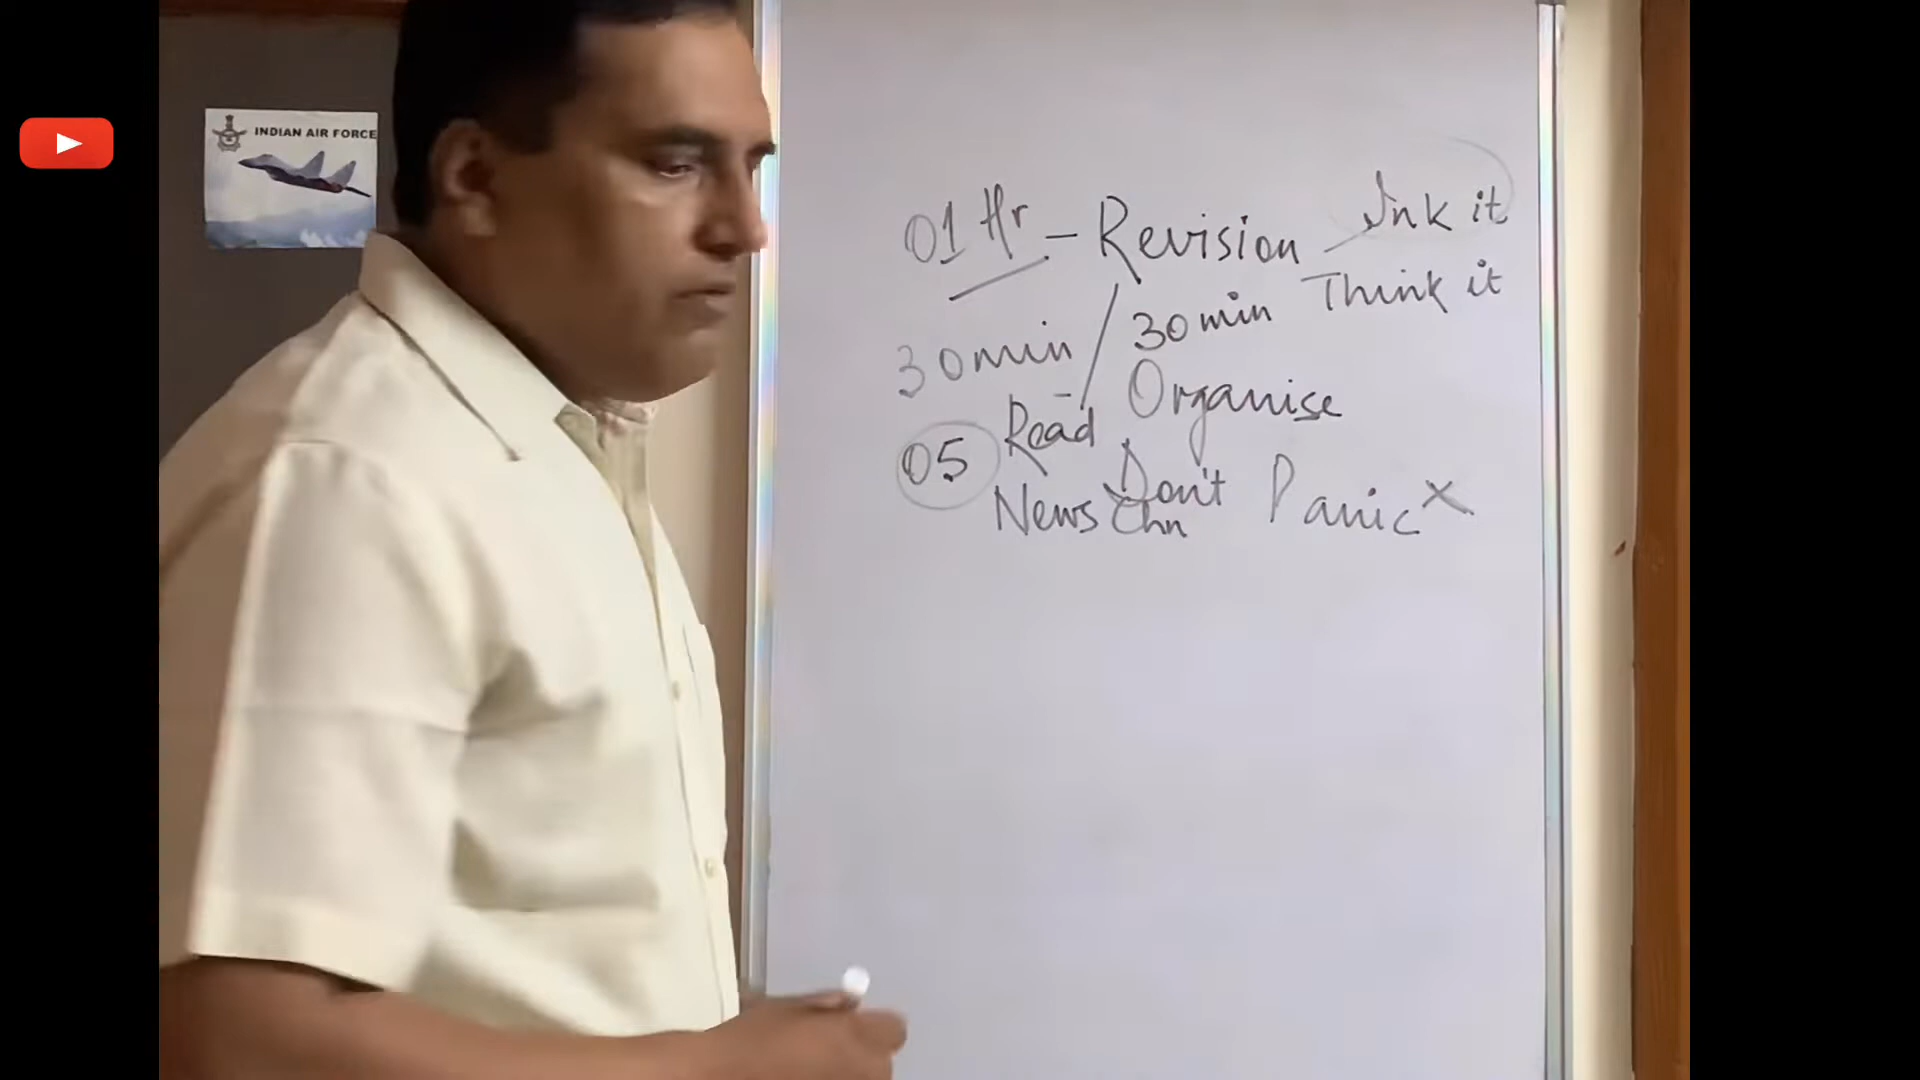 INDIAN AIR FORCE
01 Hr - Revision - Ink it
Think it
30 min / 30 min
Read Organise
05 Don't Panic x
News Chn